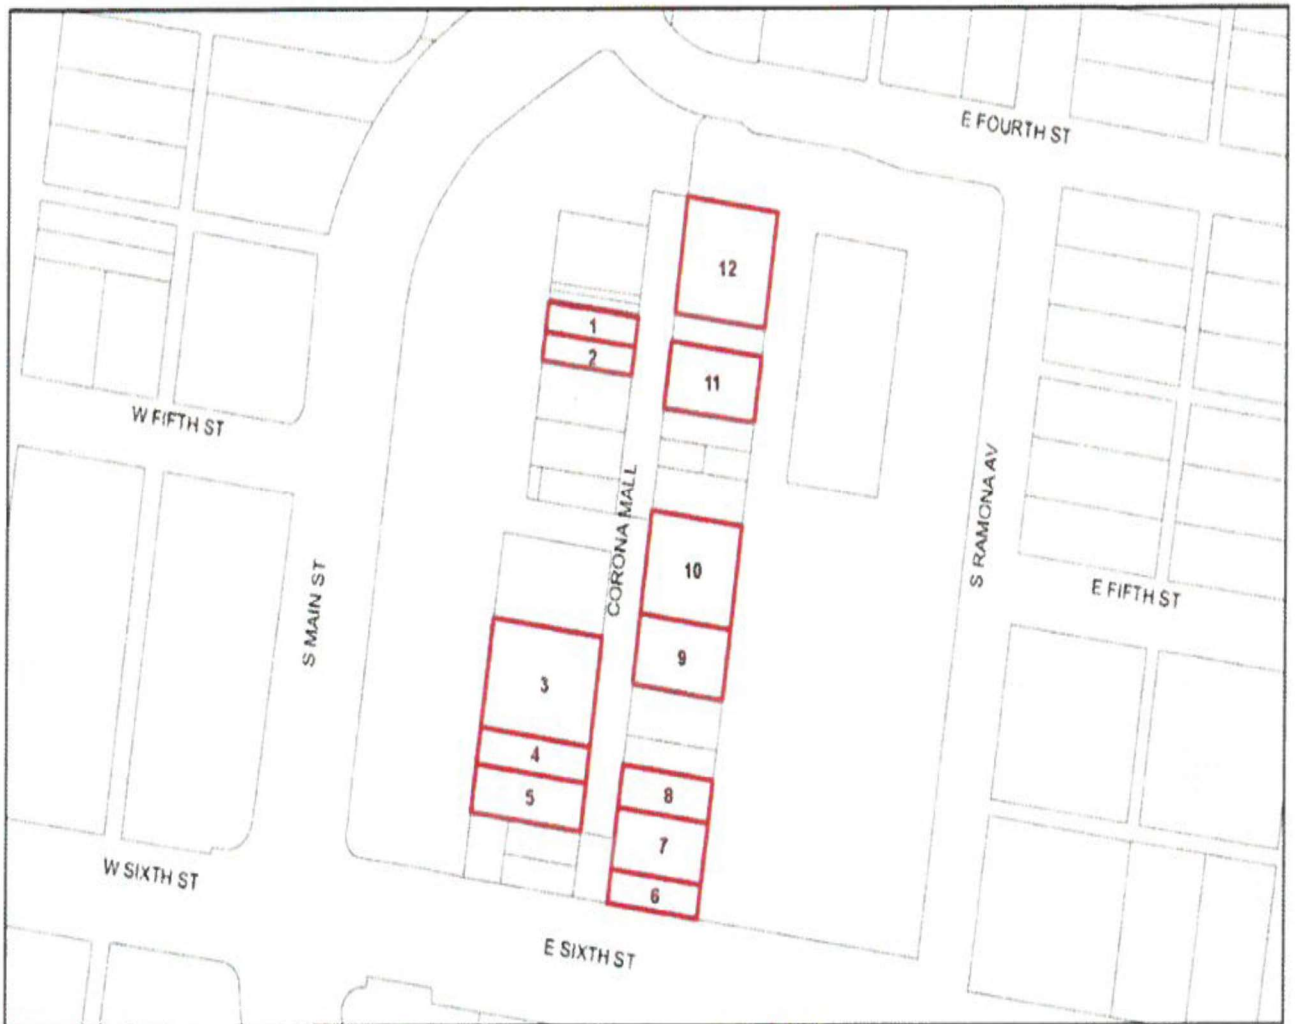 E FOURTH ST
12
1
2
11
W FIFTH ST
CORONA MALL
S RAMONA AV
10
E FIFTH ST
S MAIN ST
9
3
4
5
8
7
6
W SIXTH ST
E SIXTH ST